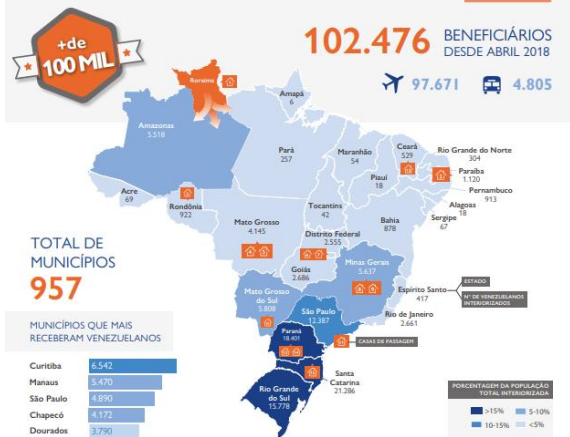 +de
100 MIL
102.476
BENEFICIÁRIOS
DESDE ABRIL 2018
97.671
4.805
Roraima
Amapá
6
Amazonas
5.518
Pará
257
Maranhão
54
Ceará
529
Rio Grande do Norte
304
Paraíba
1.120
Pernambuco
913
Piauí
18
Alagoas
18
Sergipe
67
Acre
69
Rondônia
922
Tocantins
42
Bahia
878
Mato Grosso
4.145
Distrito Federal
2.555
Goiás
2.686
Minas Gerais
5.637
Mato Grosso
do Sul
5.808
Espírito Santo
417
ESTADO
Nº DE VENEZUELANOS
INTERIORIZADOS
São Paulo
12.387
Rio de Janeiro
2.661
CASAS DE PASSAGEM
Paraná
18.401
Santa
Catarina
21.286
Rio Grande
do Sul
15.778
TOTAL DE
MUNICÍPIOS
957
MUNICÍPIOS QUE MAIS
RECEBERAM VENEZUELANOS
Curitiba 6.542
Manaus 5.470
São Paulo 4.890
Chapecó 4.172
Dourados 3.790
PORCENTAGEM DA POPULAÇÃO
TOTAL INTERIORIZADA
>15% 5-10%
10-15% <5%